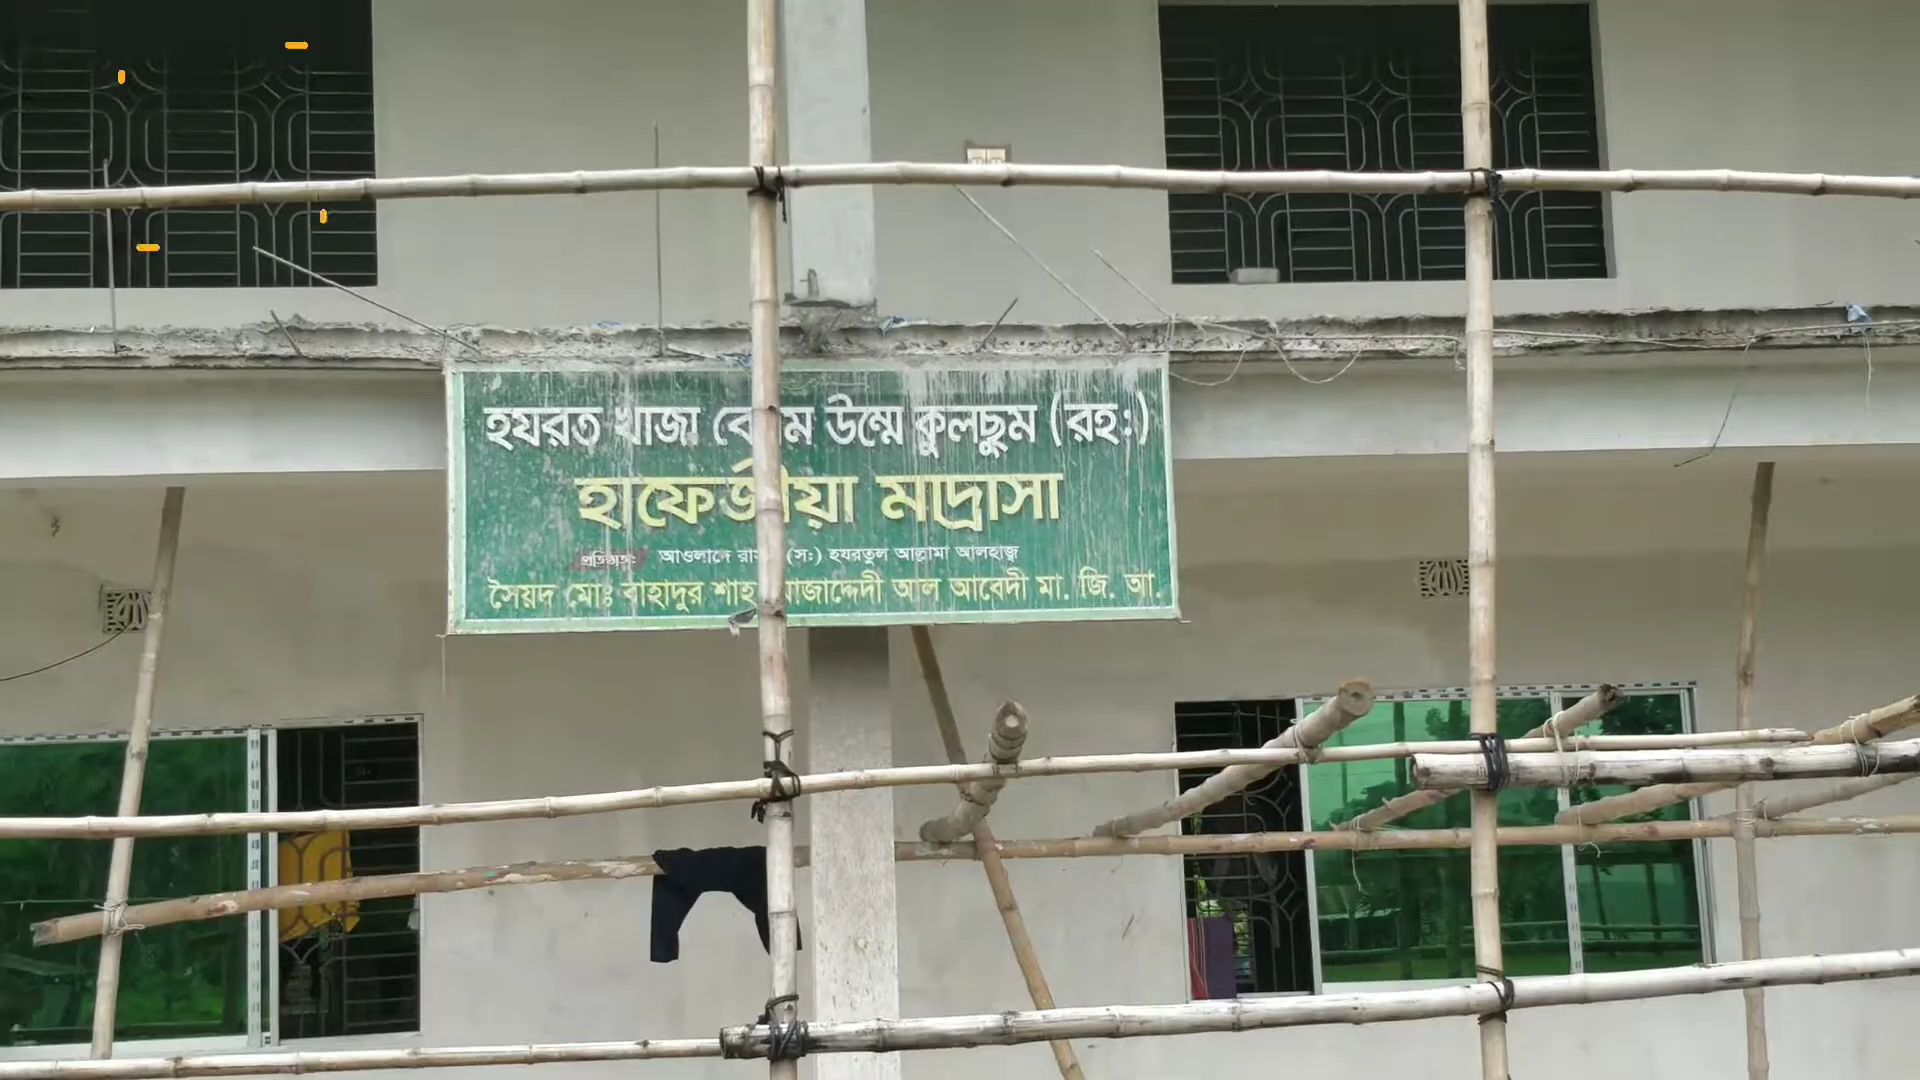 হযরত খাজা উম্মে কুলছুম (রহ:)
হাফেজীয়া মাদ্রাসা
প্রতিষ্ঠাতাঃ আওলাদে (স:) হযরতুল আল্লামা আলহাজ্ব
সৈয়দ মোঃ বাহাদুর শাহ আল আবেদী মা. জি. আ.